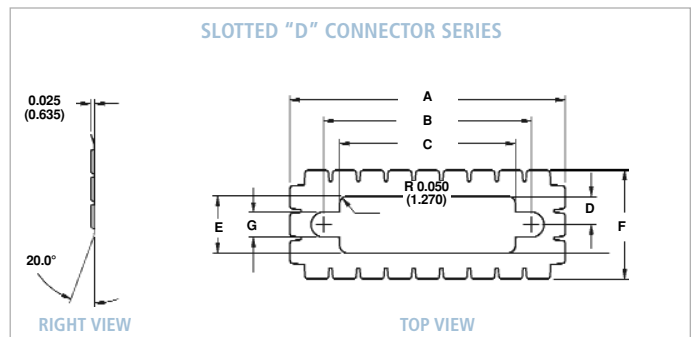 SLOTTED “D” CONNECTOR SERIES
0.025
(0.635)
A
B
C
R 0.050
(1.270)
D
E
G
F
20.0°
RIGHT VIEW
TOP VIEW